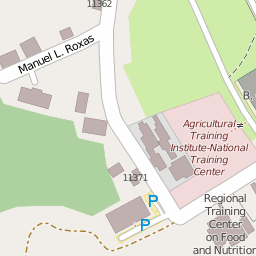 11362
Manuel L. Roxas
B.
Agricultural
Training
Institute-National
Training
Center
11371
P
Regional
Training
Center
on Food
and Nutrition
P